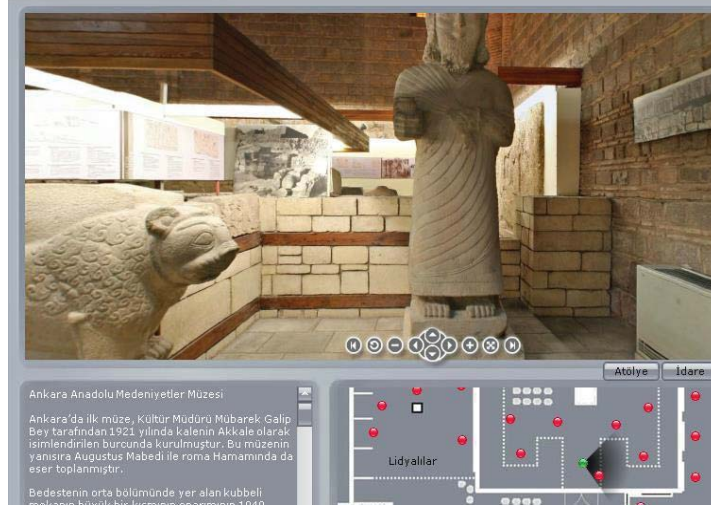 Atölye
İdare
Ankara Anadolu Medeniyetler Müzesi
Ankara'da ilk müze, Kültür Müdürü Mübarek Galip
Bey tarafından 1921 yılında kalenin Akkale olarak
isimlendirilen burcunda kurulmuştur. Bu müzenin
yanısıra Augustus Mabedi ile roma Hamamında da
eser toplanmıştır.
Bedestenin orta bölümünde yer alan kubbeli
Lidyalılar